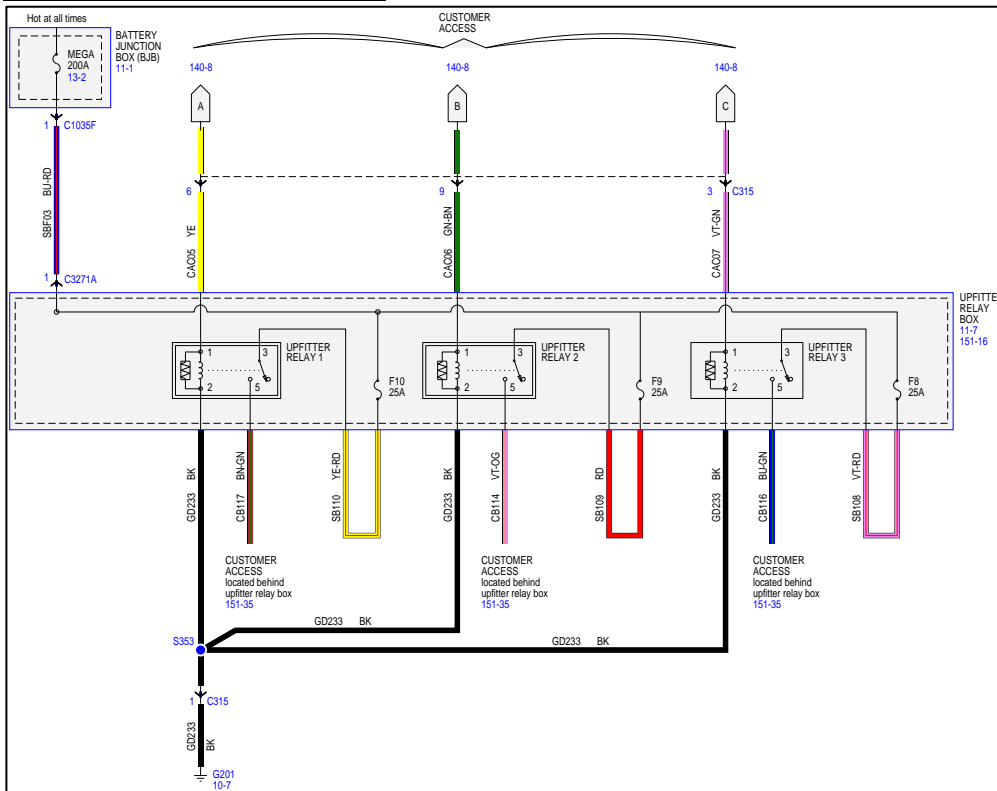 Hot at all times
MEGA
200A
13-2
BATTERY
JUNCTION
BOX (BJB)
11-1
CUSTOMER
ACCESS
140-8
140-8
140-8
A
B
C
1
C1035F
SBF03
BU-RD
1
C3271A
6
9
3
C315
CAC05
YE
CAC06
GN-BN
CAC07
VT-GN
UPFITTE
RELAY
BOX
11-7
151-16
1
3
2
5
UPFITTER
RELAY 1
F10
25A
1
3
2
5
UPFITTER
RELAY 2
F9
25A
1
3
2
5
UPFITTER
RELAY 3
F8
25A
GD233
BK
CB117
BN-GN
SB110
YE-RD
GD233
BK
CB114
VT-OG
SB109
RD
GD233
BK
CB116
BU-GN
SB108
VT-RD
CUSTOMER
ACCESS
located behind
upfitter relay box
151-35
CUSTOMER
ACCESS
located behind
upfitter relay box
151-35
CUSTOMER
ACCESS
located behind
upfitter relay box
151-35
GD233 BK
GD233 BK
S353
1
C315
GD233
BK
G201
10-7